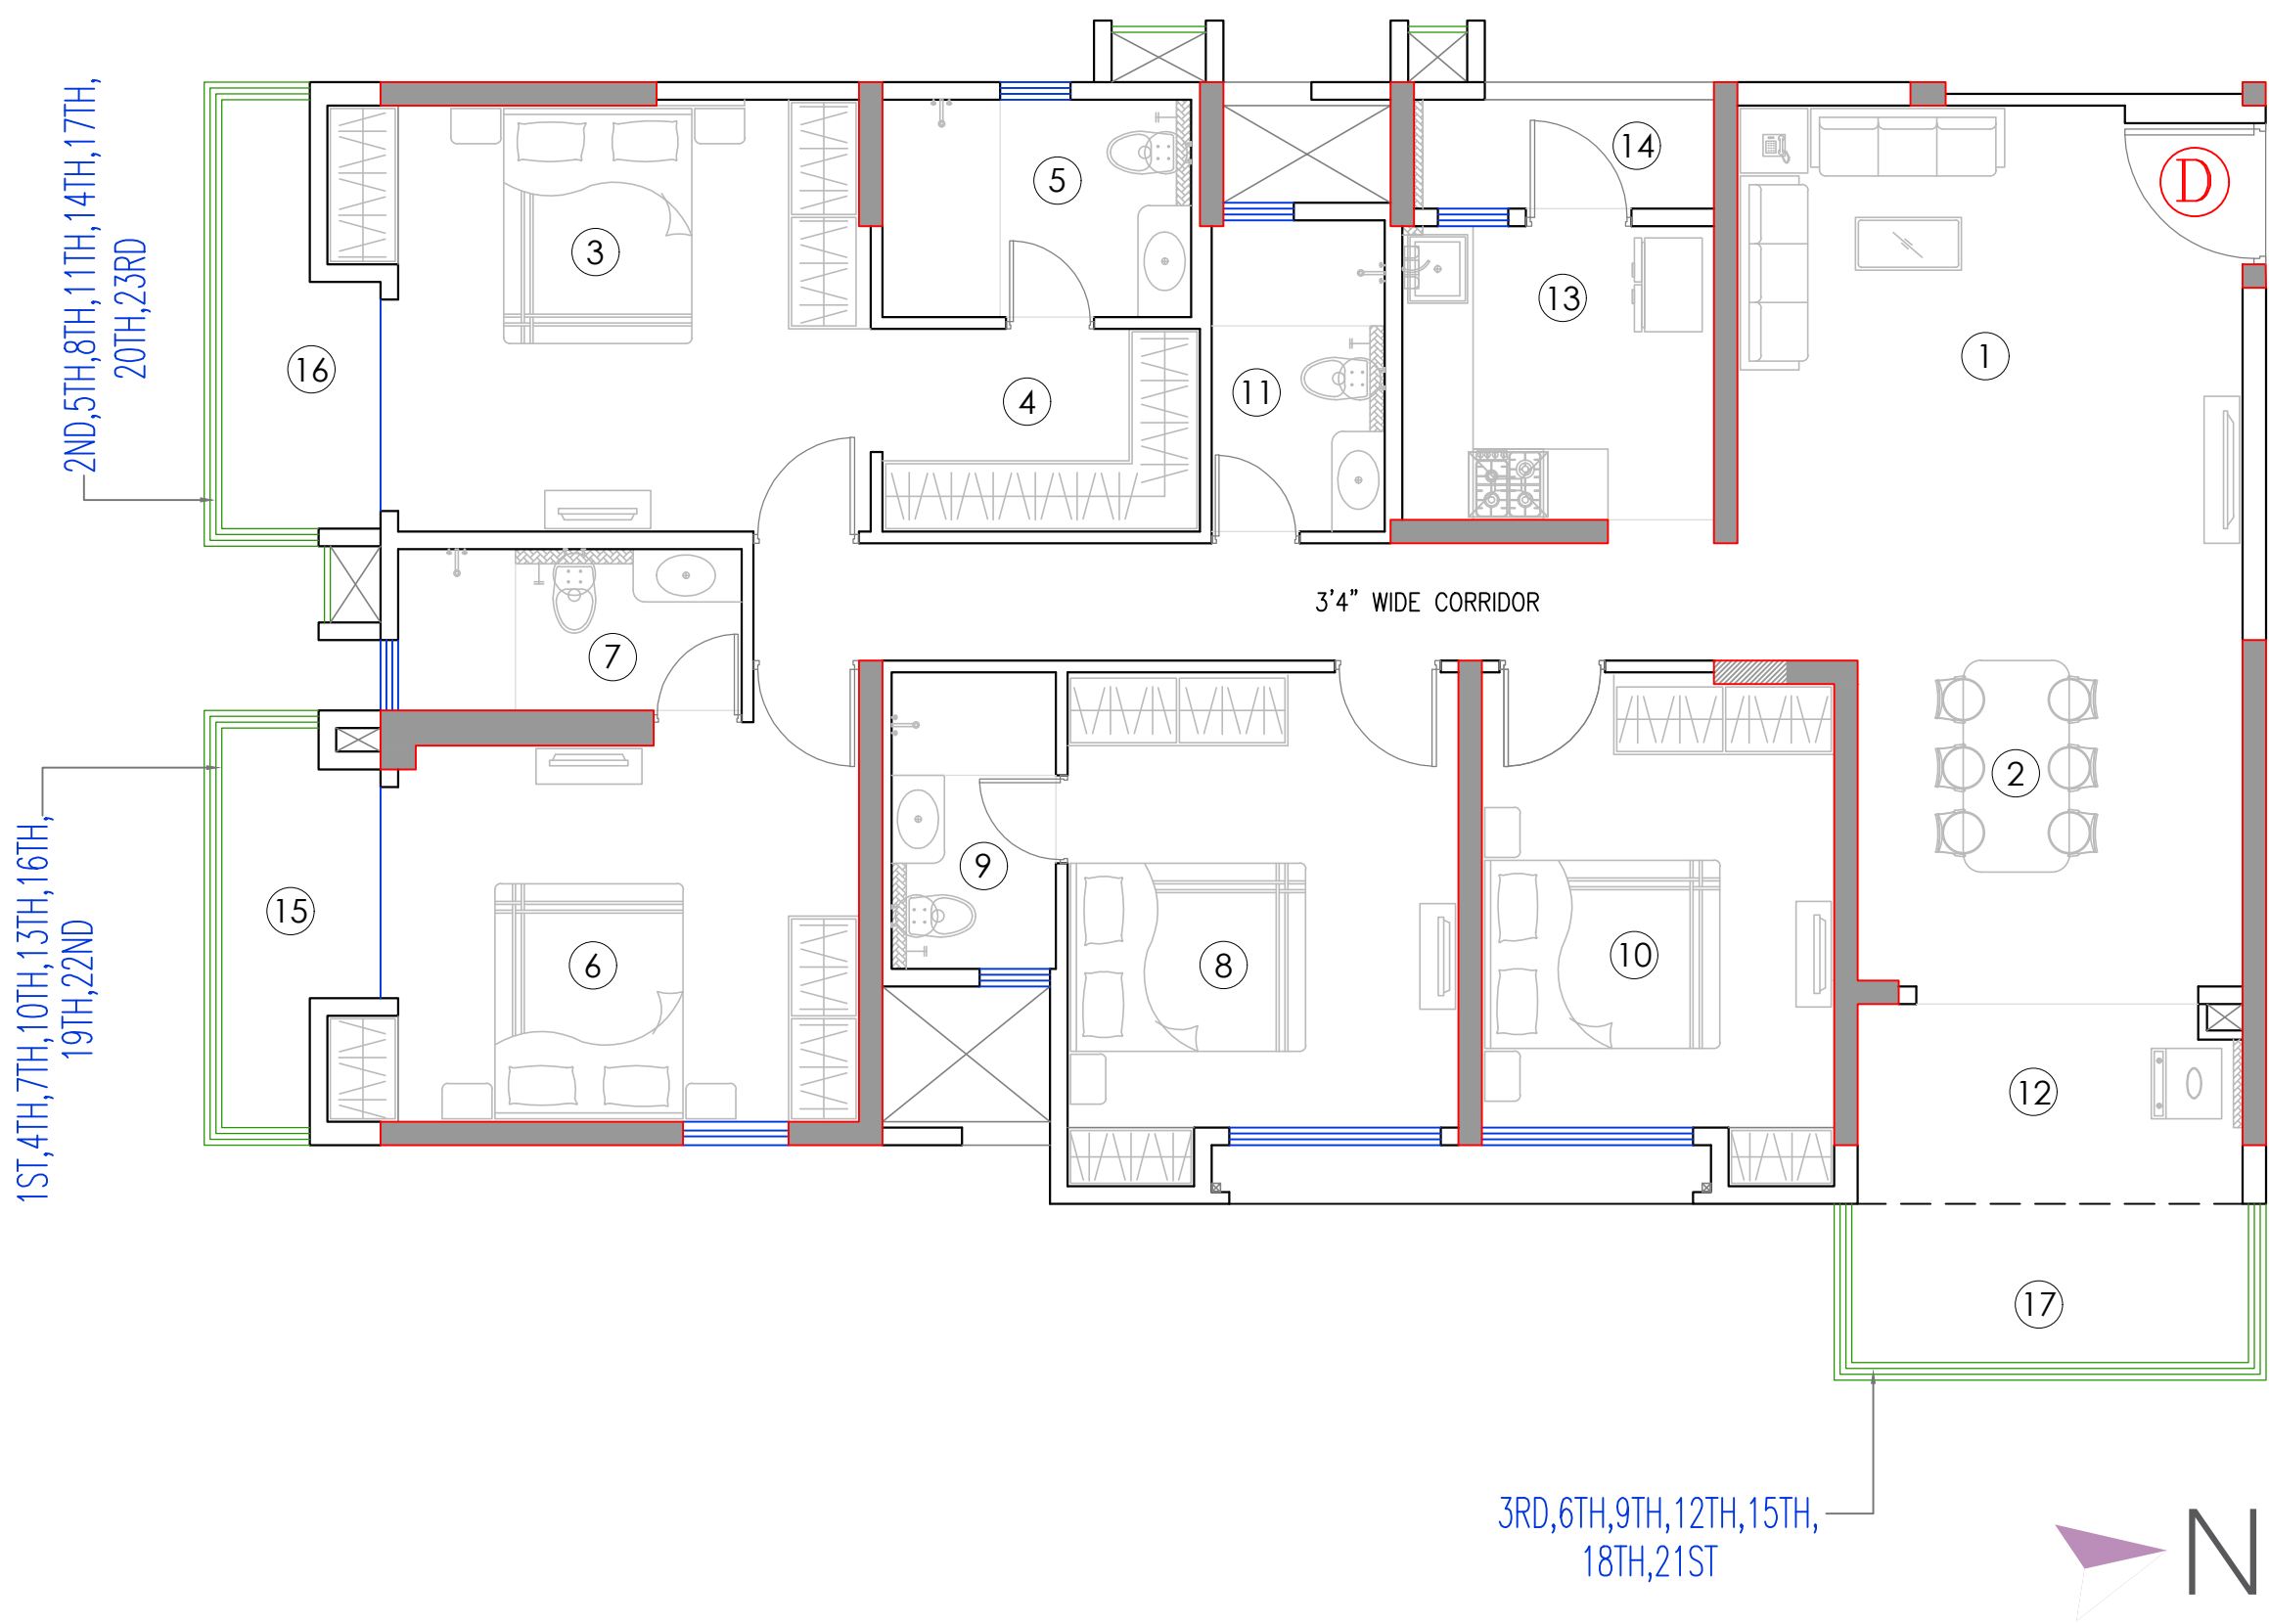 2ND,5TH,8TH,11TH,14TH,17TH,
20TH,23RD
14
D
5
3
13
1
16
4
11
3'4" WIDE CORRIDOR
7
2
1ST,4TH,7TH,10TH,13TH,16TH,
19TH,22ND
9
15
6
8
10
12
17
3RD,6TH,9TH,12TH,15TH,
18TH,21ST
N